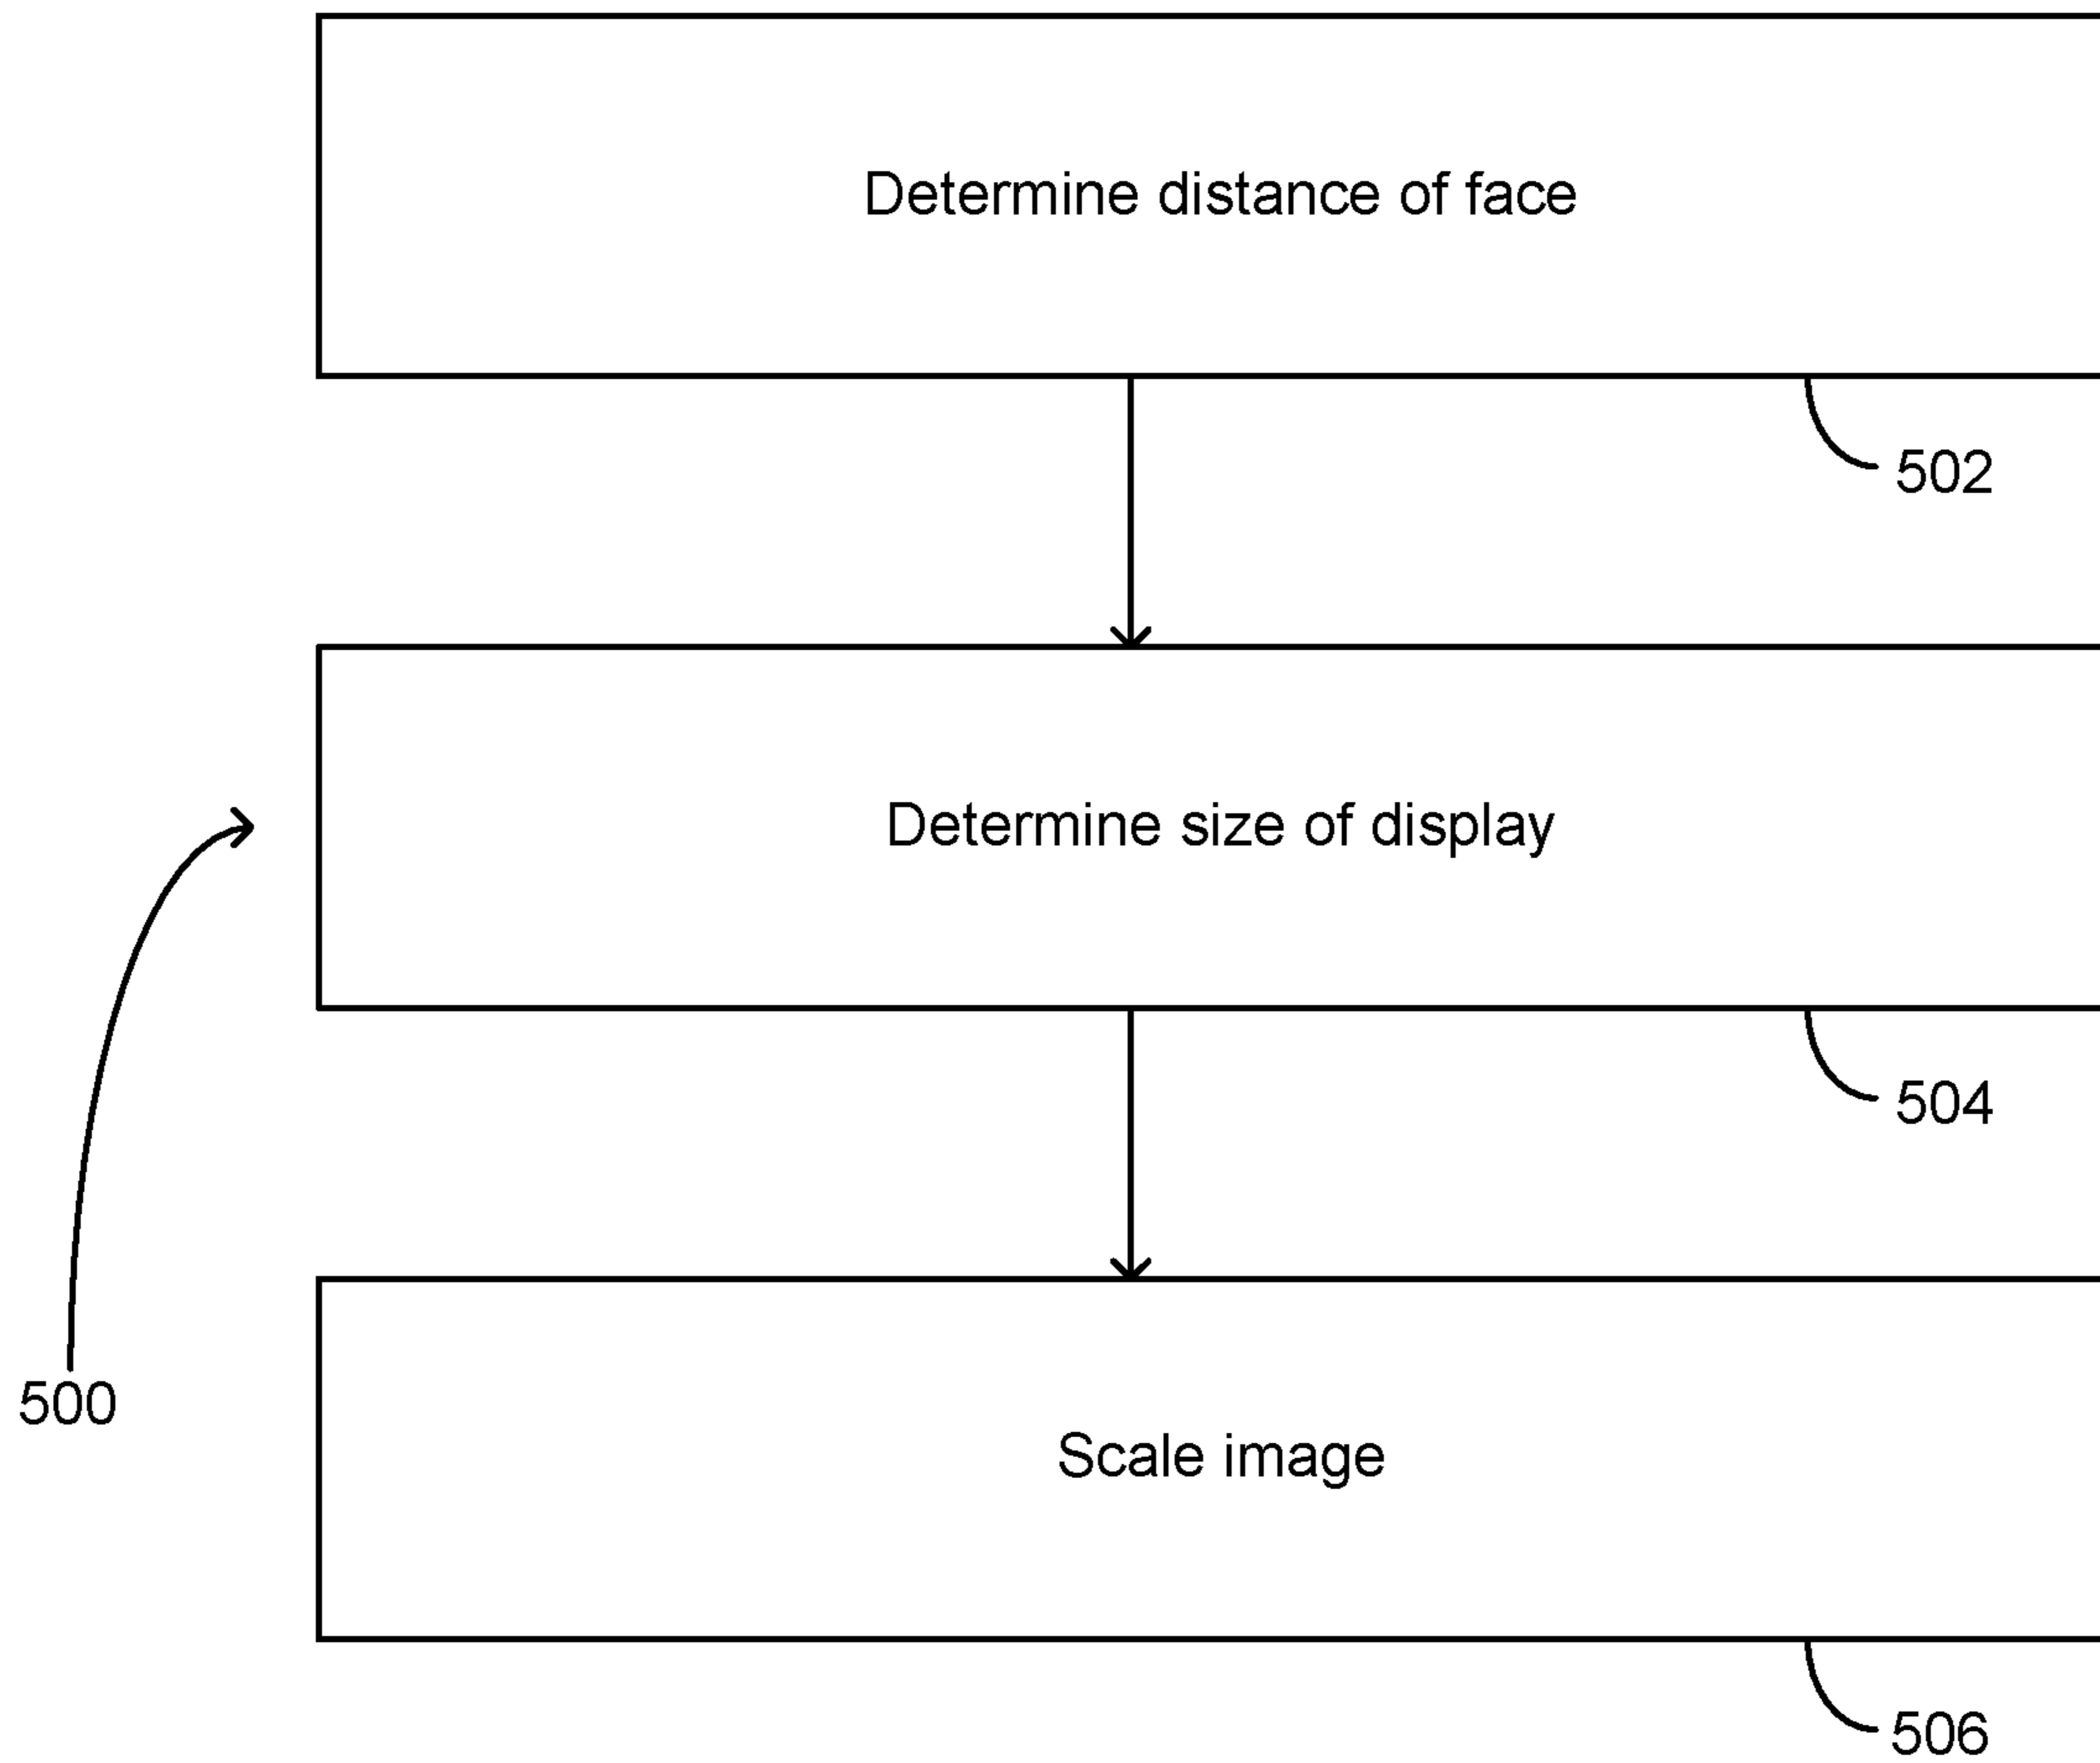 Determine distance of face
502
Determine size of display
504
500
Scale image
506